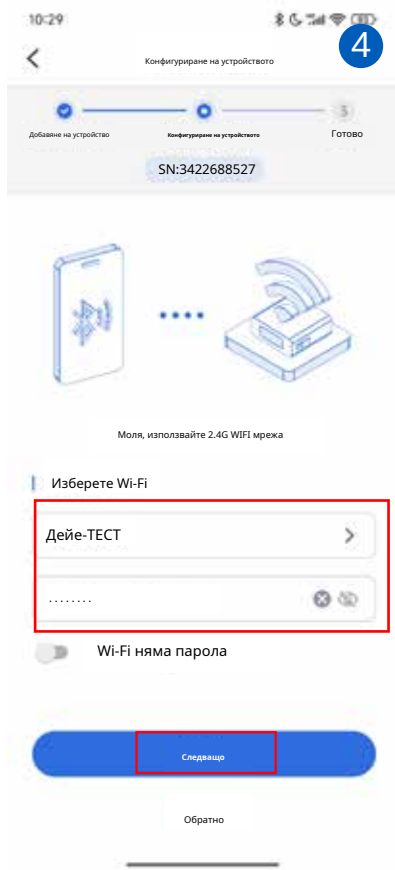 10:29
4
Конфигуриране на устройството
3
Добавяне на устройство
Конфигуриране на устройството
Готово
SN:3422688527
Моля, използвайте 2.4G WIFI мрежа
Изберете Wi-Fi
Дейе-ТЕСТ
........
Wi-Fi няма парола
Следващо
Обратно